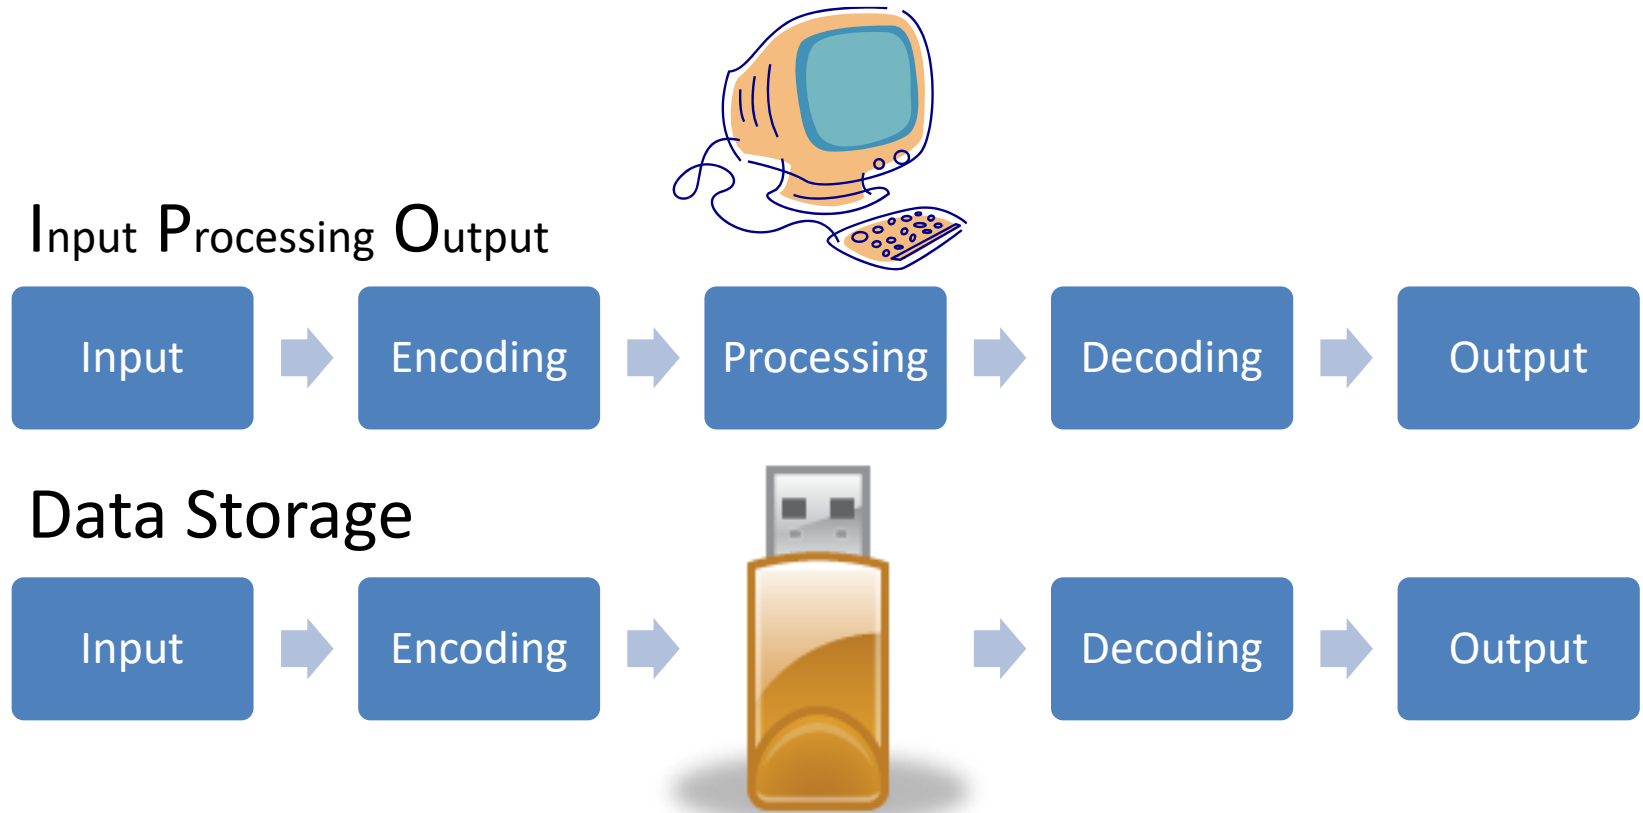 Input Processing Output
Input Encoding Processing Decoding Output
Data Storage
Input Encoding Decoding Output